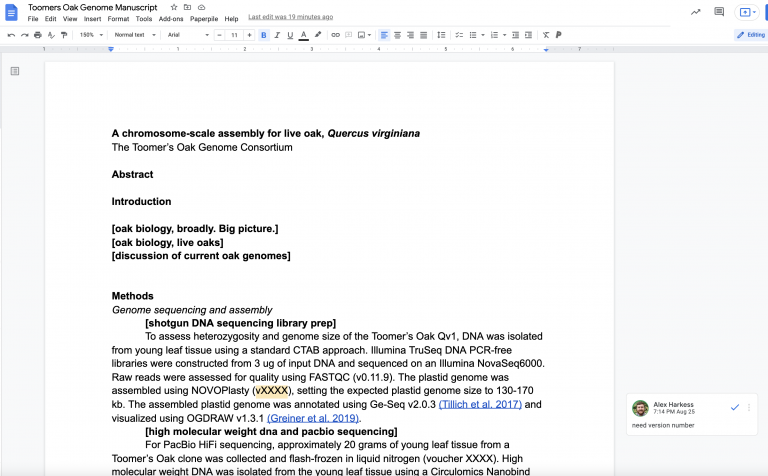 Toomers Oak Genome Manuscript
File Edit View Insert Format Tools Add-ons Paperpile Help Last edit was 19 minutes ago
150% Normal text Arial 11 B I U A Editing
1 1 2 3 4 5 6 7
A chromosome-scale assembly for live oak, Quercus virginiana
The Toomer's Oak Genome Consortium
Abstract
Introduction
[oak biology, broadly. Big picture.]
[oak biology, live oaks]
[discussion of current oak genomes]
Methods
Genome sequencing and assembly
[shotgun DNA sequencing library prep]
To assess heterozygosity and genome size of the Toomer's Oak Qv1, DNA was isolated
from young leaf tissue using a standard CTAB approach. Illumina TruSeq DNA PCR-free
libraries were constructed from 3 ug of input DNA and sequenced on an Illumina NovaSeq6000.
Raw reads were assessed for quality using FASTQC (v0.11.9). The plastid genome was
assembled using NOVOPlasty (vXXXX), setting the expected plastid genome size to 130-170
kb. The assembled plastid genome was annotated using Ge-Seq v2.0.3 (Tillich et al. 2017) and
visualized using OGDRAW v1.3.1 (Greiner et al. 2019).
[high molecular weight dna and pacbio sequencing]
For PacBio HiFi sequencing, approximately 20 grams of young leaf tissue from a
Toomer's Oak clone was collected and flash-frozen in liquid nitrogen (voucher XXXX). High
molecular weight DNA was isolated from the young leaf tissue using a Circulomics Nanobind
Alex Harkess
7:14 PM Aug 25
need version number